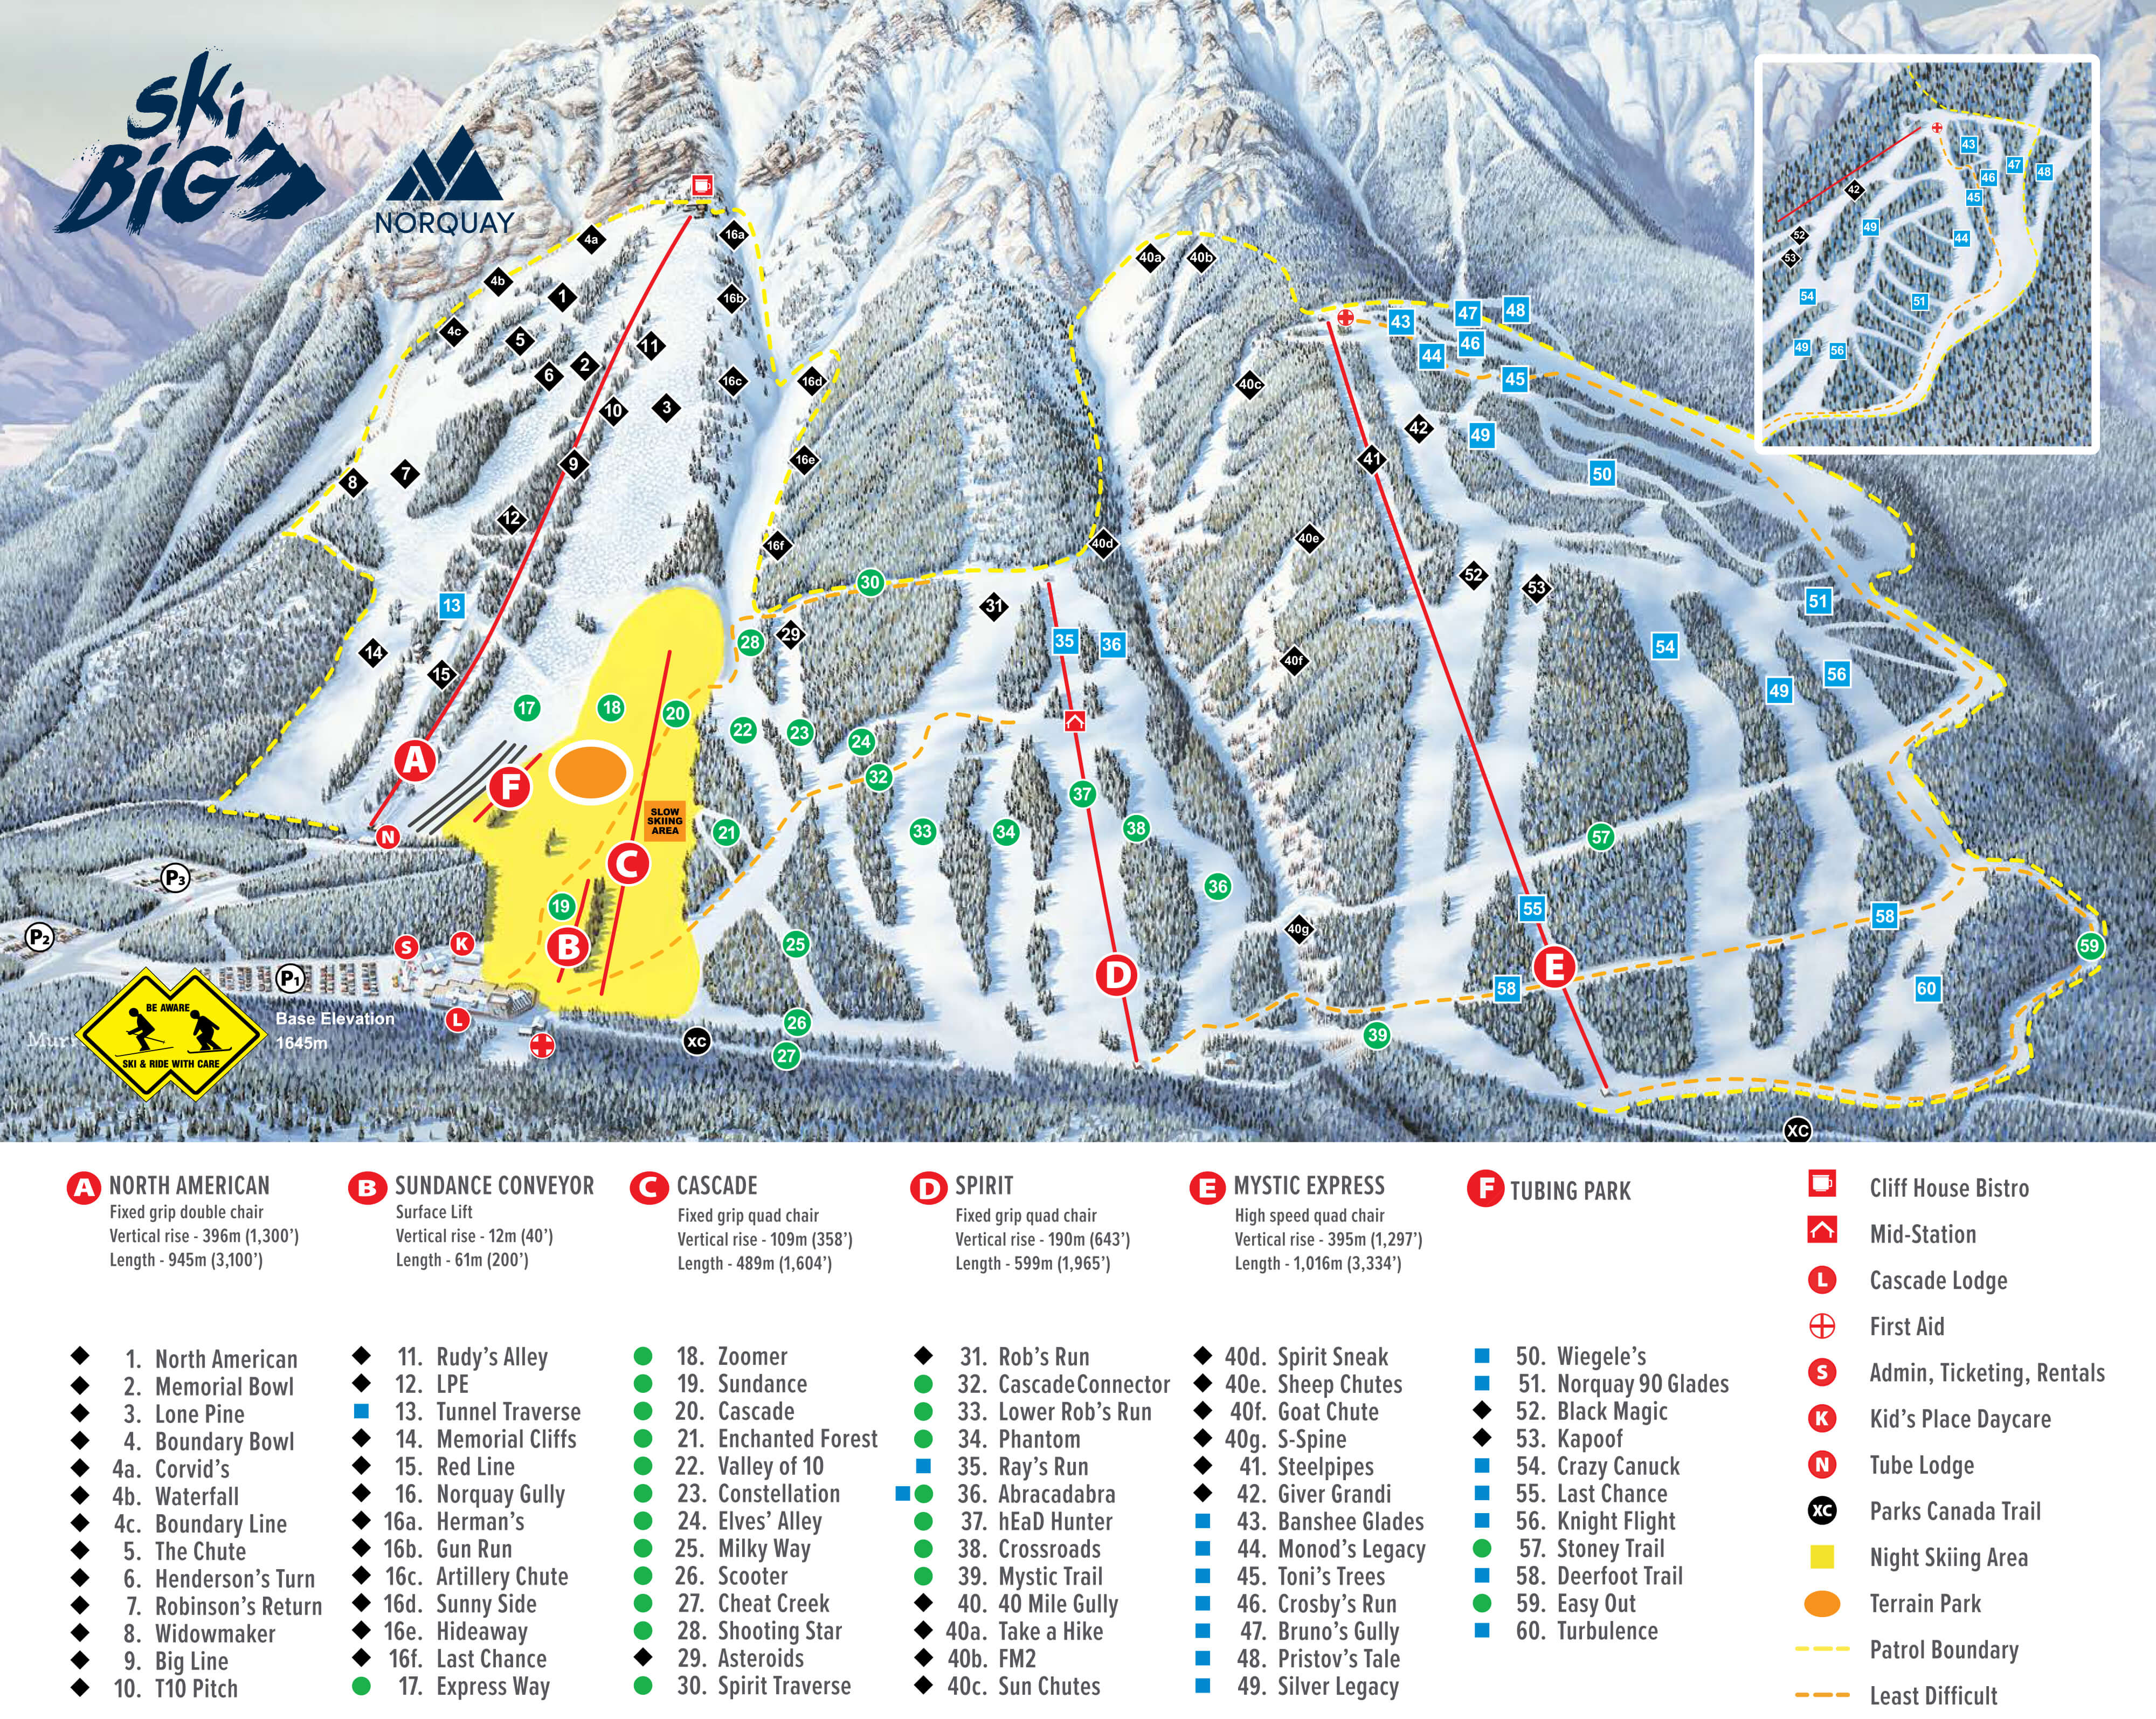 SKi
BiG3
NORQUAY
4a
16a
4b
1
16b
4c
5
11
6
2
16c
16d
10
3
9
16e
8
7
12
16f
13
14
15
17
18
20
A
F
SLOW
SKIING
AREA
C
19
B
N
P3
P2
P1
S
K
L
BE AWARE
SKI & RIDE WITH CARE
Base Elevation
1645m
XC
30
28
29
22
23
24
32
21
25
26
27
31
35
36
37
33
34
38
36
D
40a
40b
40c
40d
40e
40f
40g
39
43
47
48
44
46
45
42
49
41
50
52
53
51
54
56
49
57
55
58
58
E
59
60
XC
43
47
48
46
45
42
49
44
52
53
54
51
49
56
A NORTH AMERICAN
Fixed grip double chair
Vertical rise - 396m (1,300’)
Length - 945m (3,100’)
B SUNDANCE CONVEYOR
Surface Lift
Vertical rise - 12m (40’)
Length - 61m (200’)
C CASCADE
Fixed grip quad chair
Vertical rise - 109m (358’)
Length - 489m (1,604’)
D SPIRIT
Fixed grip quad chair
Vertical rise - 190m (643’)
Length - 599m (1,965’)
E MYSTIC EXPRESS
High speed quad chair
Vertical rise - 395m (1,297’)
Length - 1,016m (3,334’)
F TUBING PARK
1. North American
2. Memorial Bowl
3. Lone Pine
4. Boundary Bowl
4a. Corvid’s
4b. Waterfall
4c. Boundary Line
5. The Chute
6. Henderson’s Turn
7. Robinson’s Return
8. Widowmaker
9. Big Line
10. T10 Pitch
11. Rudy’s Alley
12. LPE
13. Tunnel Traverse
14. Memorial Cliffs
15. Red Line
16. Norquay Gully
16a. Herman’s
16b. Gun Run
16c. Artillery Chute
16d. Sunny Side
16e. Hideaway
16f. Last Chance
17. Express Way
18. Zoomer
19. Sundance
20. Cascade
21. Enchanted Forest
22. Valley of 10
23. Constellation
24. Elves’ Alley
25. Milky Way
26. Scooter
27. Cheat Creek
28. Shooting Star
29. Asteroids
30. Spirit Traverse
31. Rob’s Run
32. Cascade Connector
33. Lower Rob’s Run
34. Phantom
35. Ray’s Run
36. Abracadabra
37. hEaD Hunter
38. Crossroads
39. Mystic Trail
40. 40 Mile Gully
40a. Take a Hike
40b. FM2
40c. Sun Chutes
40d. Spirit Sneak
40e. Sheep Chutes
40f. Goat Chute
40g. S-Spine
41. Steelpipes
42. Giver Grandi
43. Banshee Glades
44. Monod’s Legacy
45. Toni’s Trees
46. Crosby’s Run
47. Bruno’s Gully
48. Pristov’s Tale
49. Silver Legacy
50. Wiegele’s
51. Norquay 90 Glades
52. Black Magic
53. Kapoof
54. Crazy Canuck
55. Last Chance
56. Knight Flight
57. Stoney Trail
58. Deerfoot Trail
59. Easy Out
60. Turbulence
Cliff House Bistro
Mid-Station
L Cascade Lodge
First Aid
S Admin, Ticketing, Rentals
K Kid’s Place Daycare
N Tube Lodge
XC Parks Canada Trail
Night Skiing Area
Terrain Park
Patrol Boundary
Least Difficult